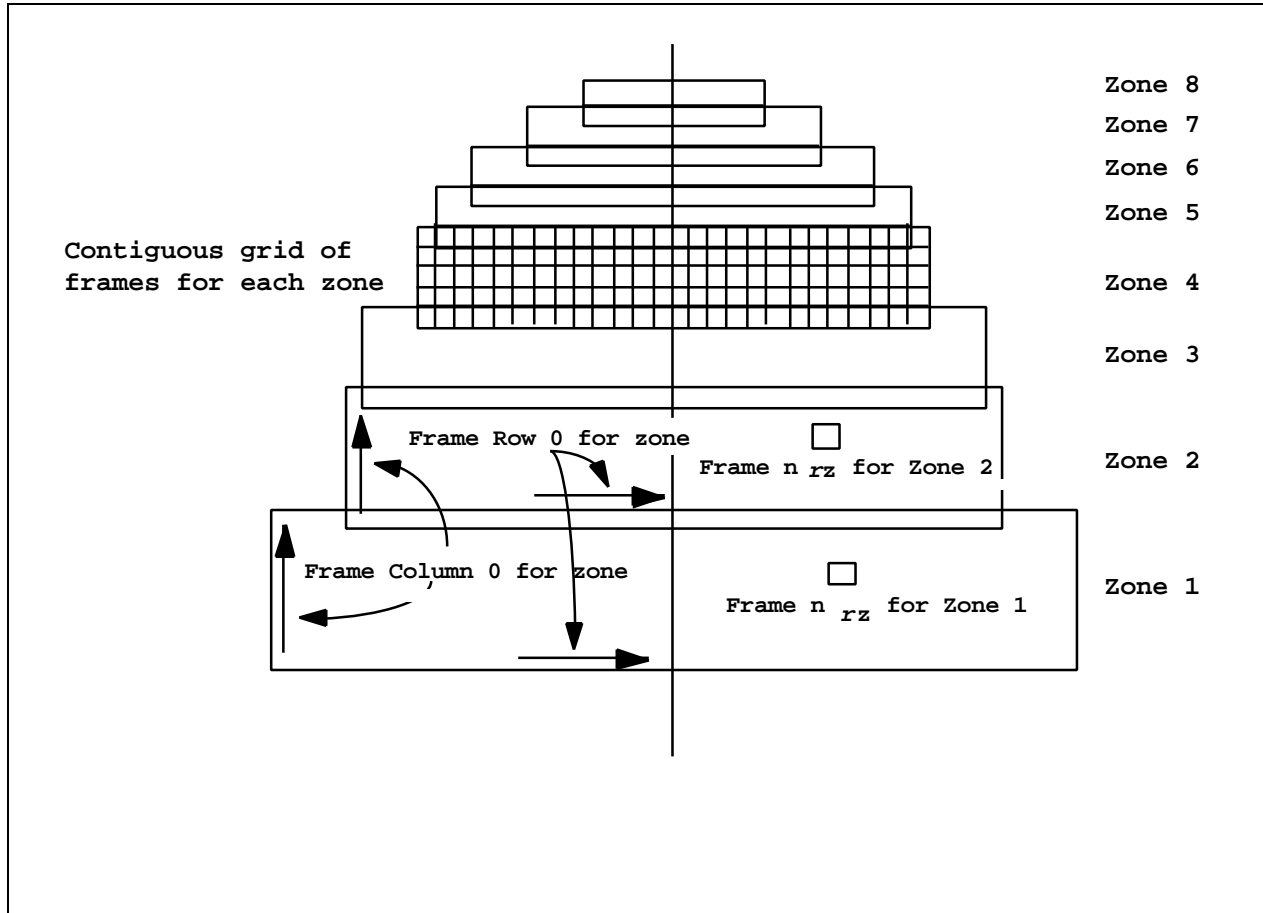 Zone 8
Zone 7
Zone 6
Zone 5
Contiguous grid of
frames for each zone
Zone 4
Zone 3
Frame Row 0 for zone
Frame n rz for Zone 2
Zone 2
Frame Column 0 for zone
Frame n rz for Zone 1
Zone 1